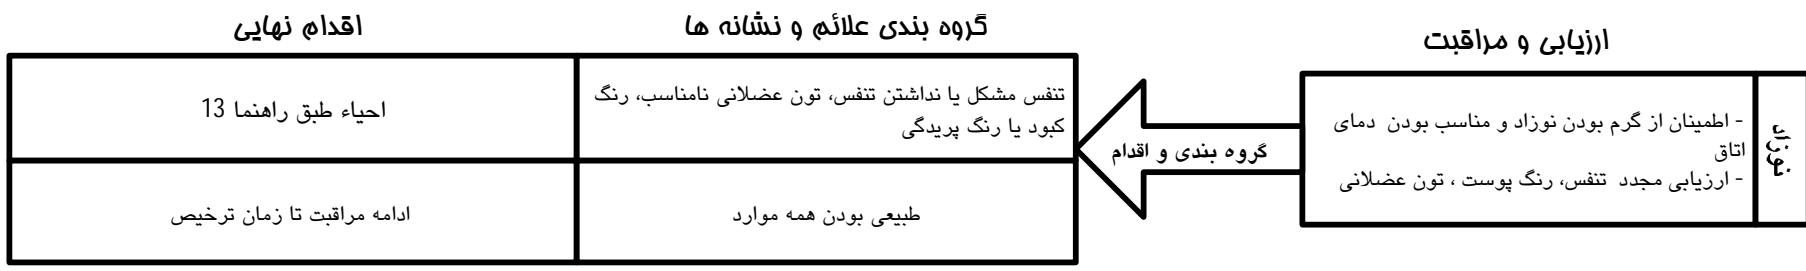 ارزیابی و مراقبت
گروه بندی علائم و نشانه ها
اقدام نهایی
نوزاد
- اطمینان از گرم بودن نوزاد و مناسب بودن دمای
اتاق
- ارزیابی مجدد تنفس، رنگ پوست ، تون عضلانی
گروه بندی و اقدام
تنفس مشکل یا نداشتن تنفس، تون عضلانی نامناسب، رنگ
کبود یا رنگ پریدگی
احیاء طبق راهنما 13
طبیعی بودن همه موارد
ادامه مراقبت تا زمان ترخیص